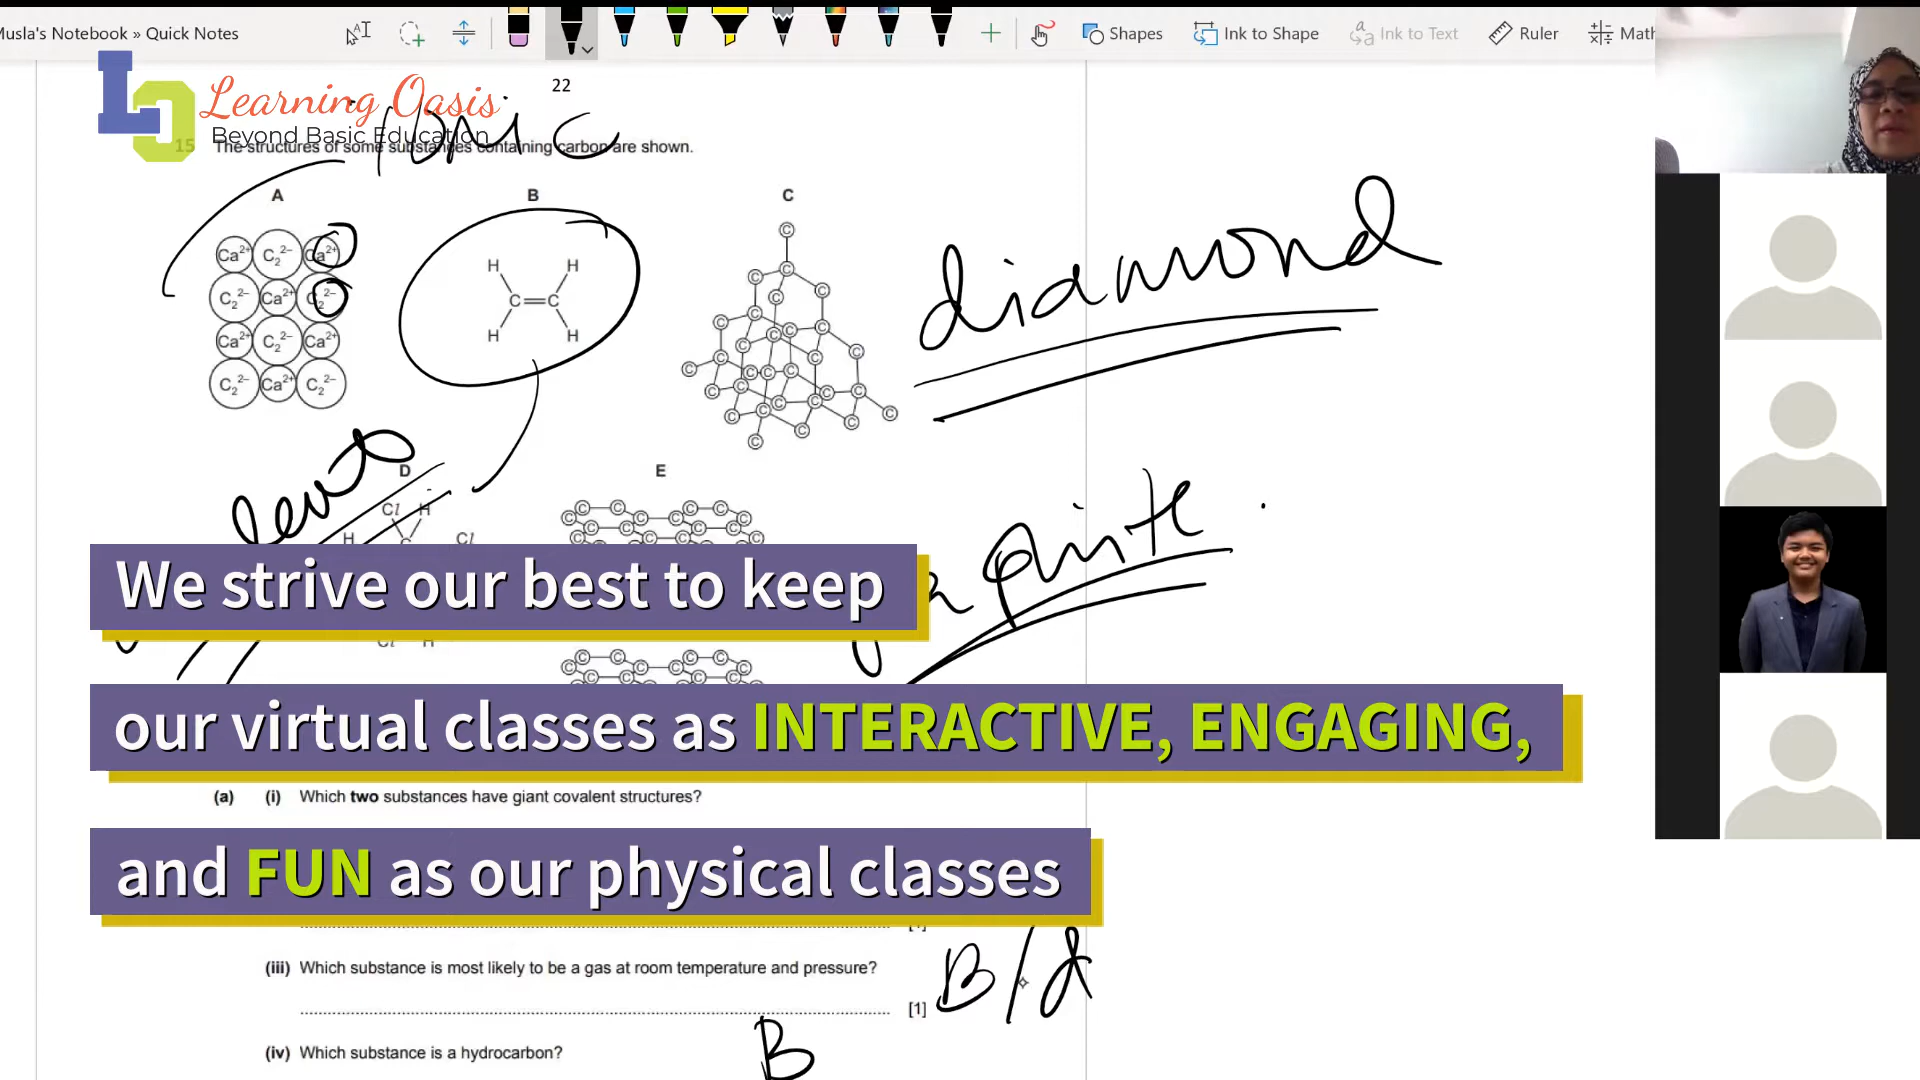 Musla's Notebook » Quick Notes
Shapes
Ink to Shape
Ink to Text
Ruler
Math
Learning Oasis
Beyond Basic Education
22
ionic
15 The structures of some substances containing carbon are shown.
A
B
C
Ca²⁺ C₂²⁻ Ca²⁺
C₂²⁻ Ca²⁺ C₂²⁻
Ca²⁺ C₂²⁻ Ca²⁺
C₂²⁻ Ca²⁺ C₂²⁻
H H
C=C
H H
diamond
D
E
Cl H
H Cl
We strive our best to keep
Cl H
our virtual classes as INTERACTIVE, ENGAGING,
(a) (i) Which two substances have giant covalent structures?
and FUN as our physical classes
(iii) Which substance is most likely to be a gas at room temperature and pressure?
B/d
[1]
(iv) Which substance is a hydrocarbon?
B